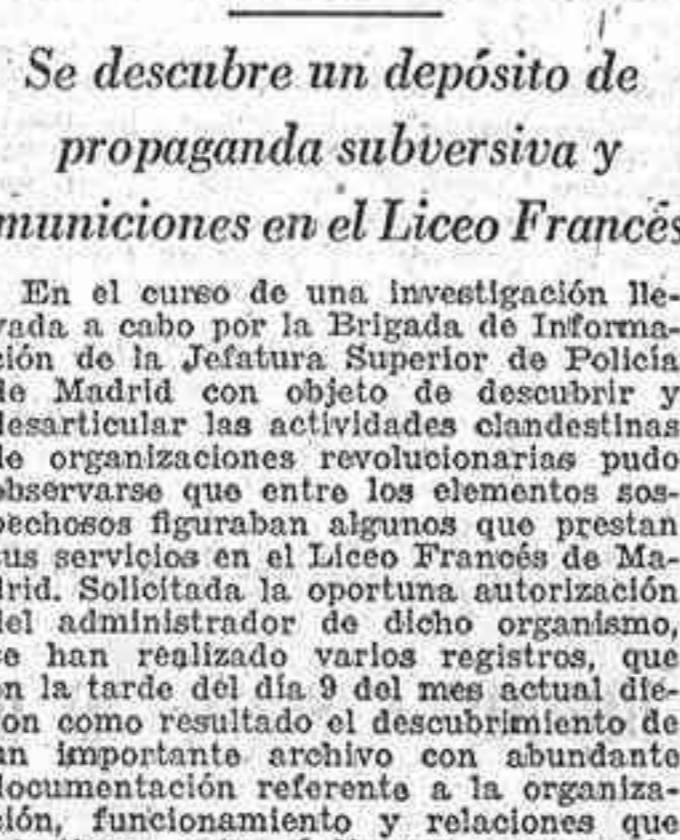 Se descubre un depósito de
propaganda subversiva y
municiones en el Liceo Francés
En el curso de una investigación lle-
vada a cabo por la Brigada de Informa-
ción de la Jefatura Superior de Policía
de Madrid con objeto de descubrir y
desarticular las actividades clandestinas
de organizaciones revolucionarias pudo
observarse que entre los elementos sos-
pechosos figuraban algunos que prestan
sus servicios en el Liceo Francés de Ma-
drid. Solicitada la oportuna autorización
del administrador de dicho organismo,
se han realizado varios registros, que
en la tarde del día 9 del mes actual die-
ron como resultado el descubrimiento de
un importante archivo con abundante
documentación referente a la organiza-
ción, funcionamiento y relaciones que